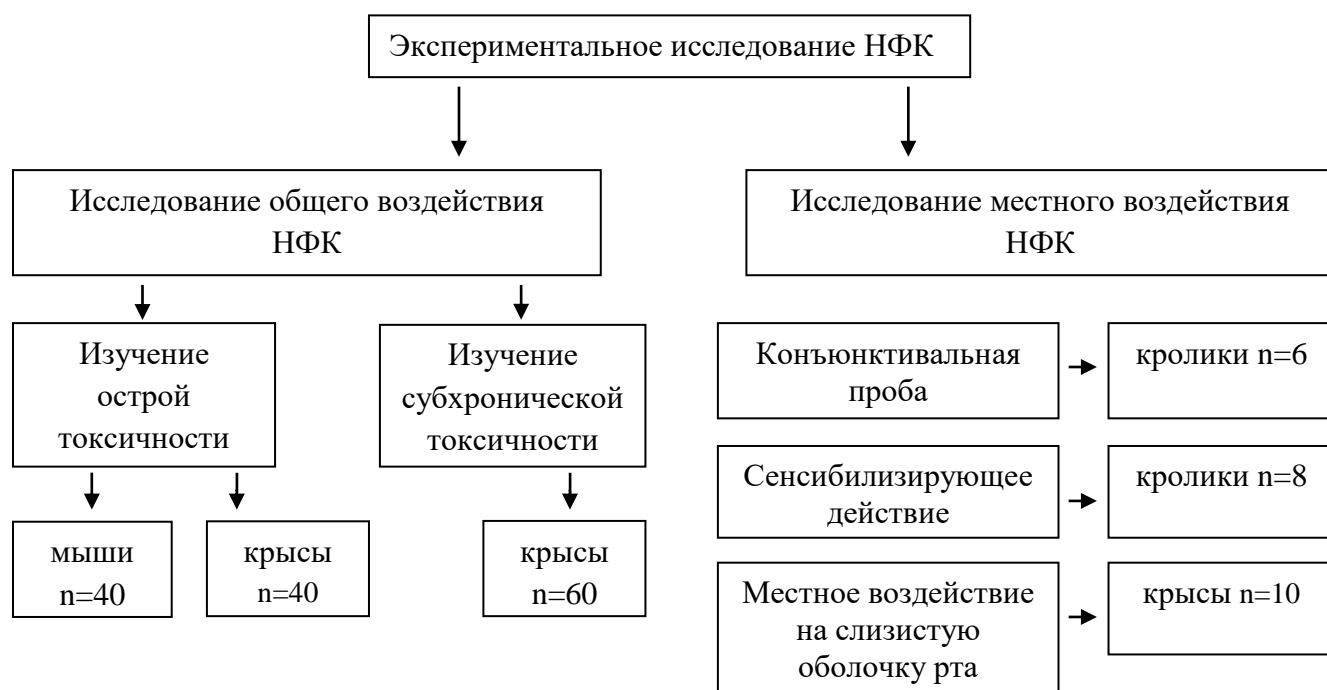 Экспериментальное исследование НФК
Исследование общего воздействия
НФК
Исследование местного воздействия
НФК
Изучение
острой
токсичности
Изучение
субхронической
токсичности
мыши
n=40
крысы
n=40
крысы
n=60
Конъюнктивальная
проба
кролики n=6
Сенсибилизирующее
действие
кролики n=8
Местное воздействие
на слизистую
оболочку рта
крысы n=10